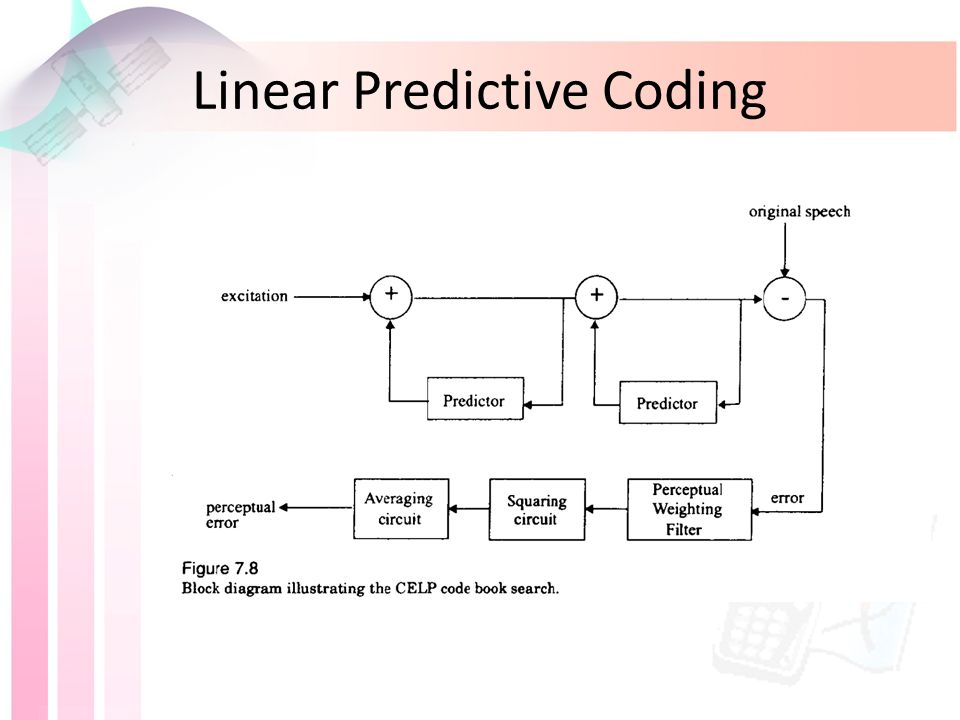 Linear Predictive Coding
original speech
excitation
+
+
-
Predictor
Predictor
perceptual
error
Averaging
circuit
Squaring
circuit
Perceptual
Weighting
Filter
error
Figure 7.8
Block diagram illustrating the CELP code book search.